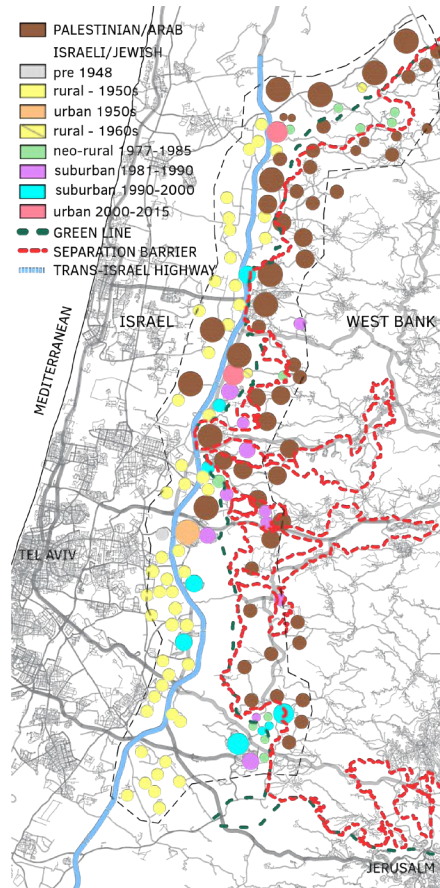 PALESTINIAN/ARAB
ISRAELI/JEWISH
pre 1948
rural - 1950s
urban 1950s
rural - 1960s
neo-rural 1977-1985
suburban 1981-1990
suburban 1990-2000
urban 2000-2015
GREEN LINE
SEPARATION BARRIER
TRANS-ISRAEL HIGHWAY
MEDITERRANEAN
ISRAEL
WEST BANK
TEL AVIV
JERUSALM